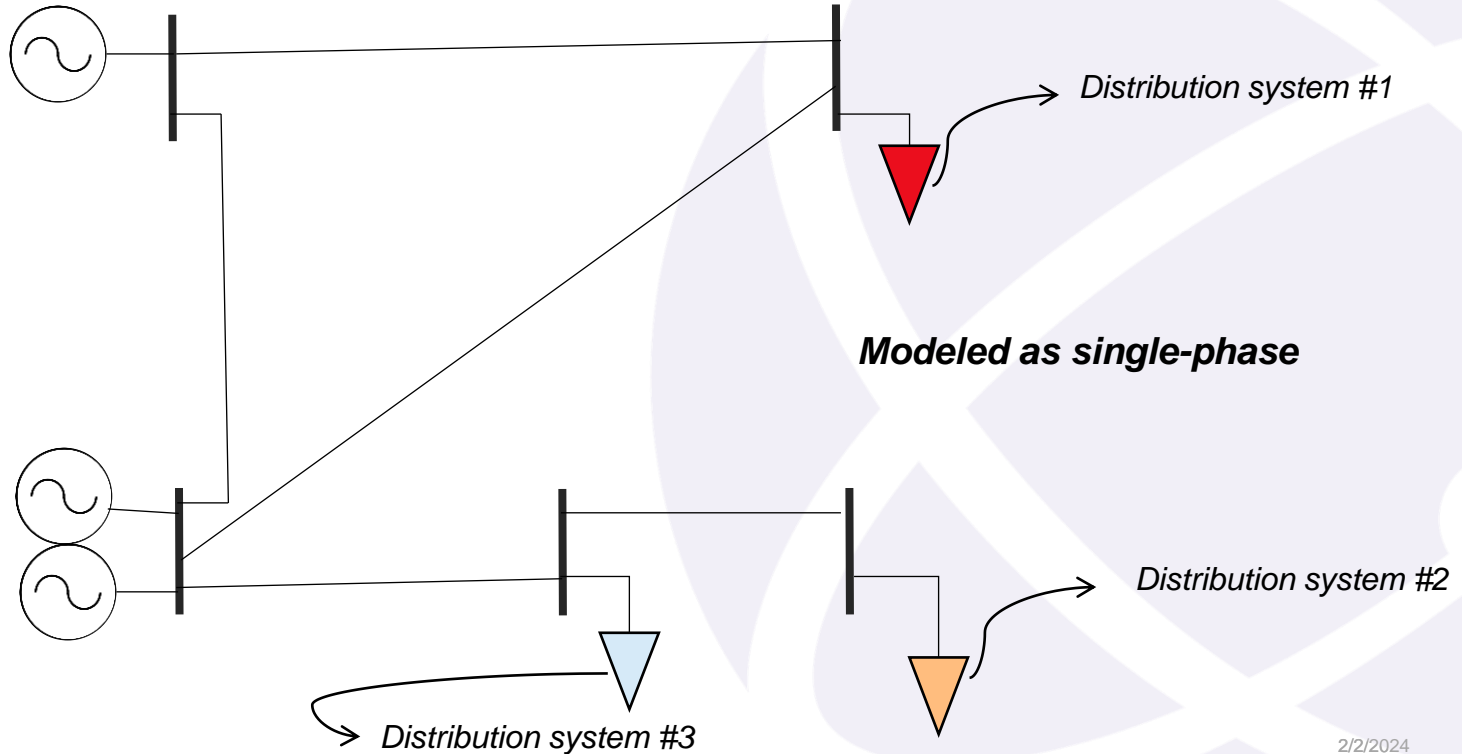 Distribution system #1
Modeled as single-phase
Distribution system #2
Distribution system #3
2/2/2024